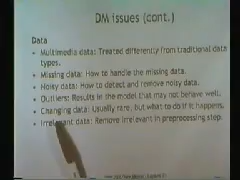 DM issues (cont.)
Data
• Multimedia data: Treated differently from traditional data
types.
• Missing data: How to handle the missing data.
• Noisy data: How to detect and remove noisy data.
• Outliers: Results in the model that may not behave well.
• Changing data: Usually rare, but what to do if it happens.
• Irrelevant data: Remove irrelevant in preprocessing step.